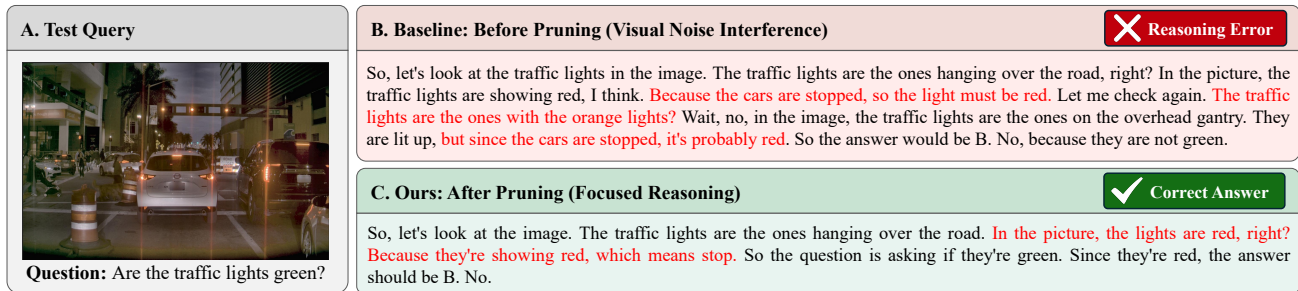 A. Test Query
Question: Are the traffic lights green?
B. Baseline: Before Pruning (Visual Noise Interference)
Reasoning Error
So, let's look at the traffic lights in the image. The traffic lights are the ones hanging over the road, right? In the picture, the
traffic lights are showing red, I think. Because the cars are stopped, so the light must be red. Let me check again. The traffic
lights are the ones with the orange lights? Wait, no, in the image, the traffic lights are the ones on the overhead gantry. They
are lit up, but since the cars are stopped, it's probably red. So the answer would be B. No, because they are not green.
C. Ours: After Pruning (Focused Reasoning)
Correct Answer
So, let's look at the image. The traffic lights are the ones hanging over the road. In the picture, the lights are red, right?
Because they're showing red, which means stop. So the question is asking if they're green. Since they're red, the answer
should be B. No.